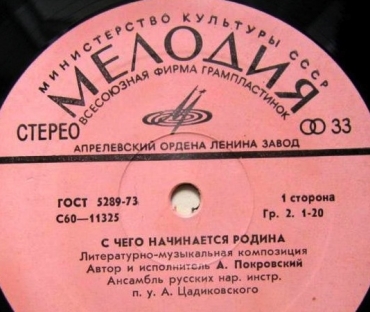 МИНИСТЕРСТВО КУЛЬТУРЫ СССР
МЕЛОДИЯ
ВСЕСОЮЗНАЯ ФИРМА ГРАМПЛАСТИНОК
СТЕРЕО
33
АПРЕЛЕВСКИЙ ОРДЕНА ЛЕНИНА ЗАВОД
ГОСТ 5289-73
С60—11325
1 сторона
Гр. 2. 1-20
С ЧЕГО НАЧИНАЕТСЯ РОДИНА
Литературно-музыкальная композиция
Автор и исполнитель А. Покровский
Ансамбль русских нар. инстр.
п. у. А. Цадиковского